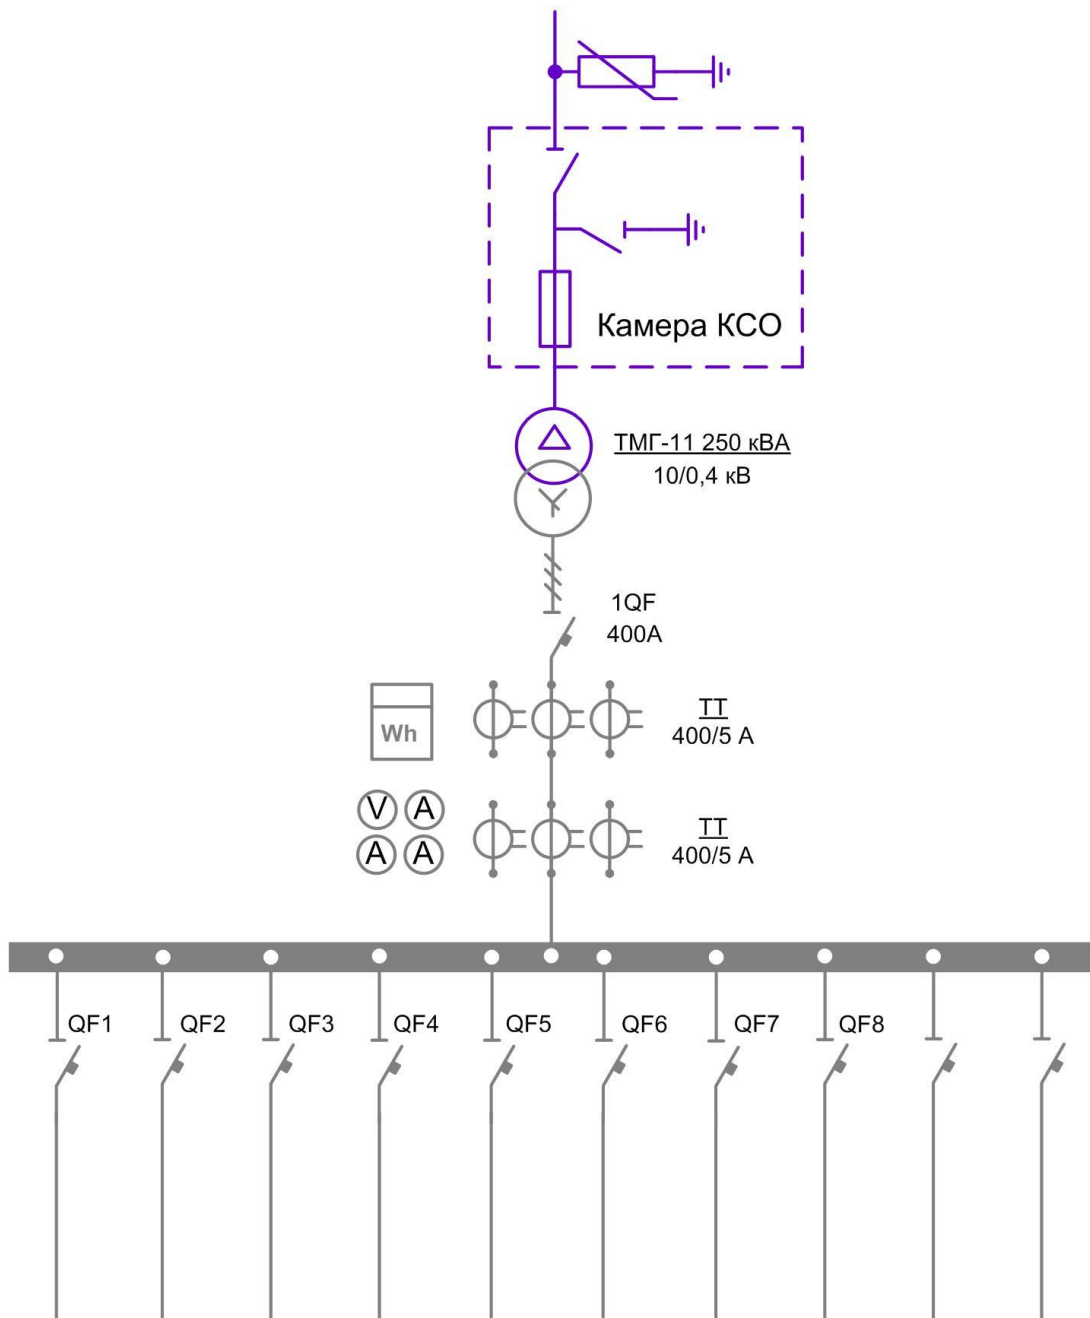 Камера КСО
ТМГ-11 250 кВА
10/0,4 кВ
1QF
400А
ТТ
400/5 А
Wh
V A
A A
ТТ
400/5 А
QF1 QF2 QF3 QF4 QF5 QF6 QF7 QF8